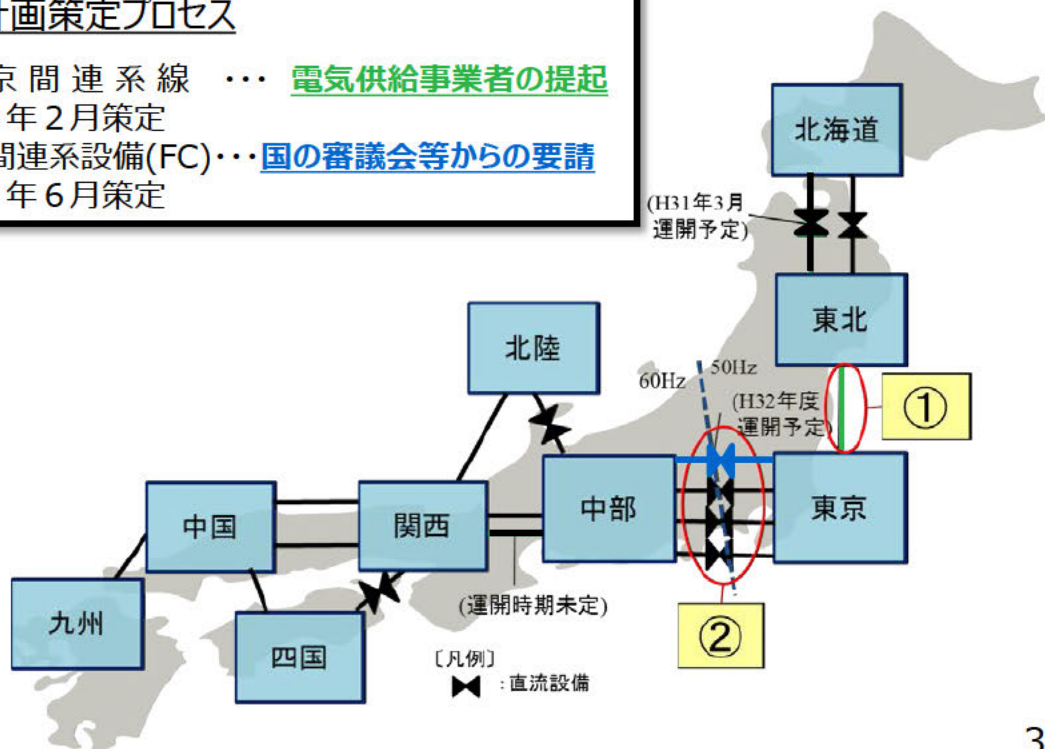 計画策定プロセス
京間連系線 ･･･ 電気供給事業者の提起
年２月策定
間連系設備(FC)･･･国の審議会等からの要請
年６月策定
北海道
(H31年3月
運開予定)
東北
北陸
60Hz
50Hz
(H32年度
運開予定)
①
中国
関西
中部
東京
九州
四国
(運開時期未定)
②
〔凡例〕
：直流設備
3